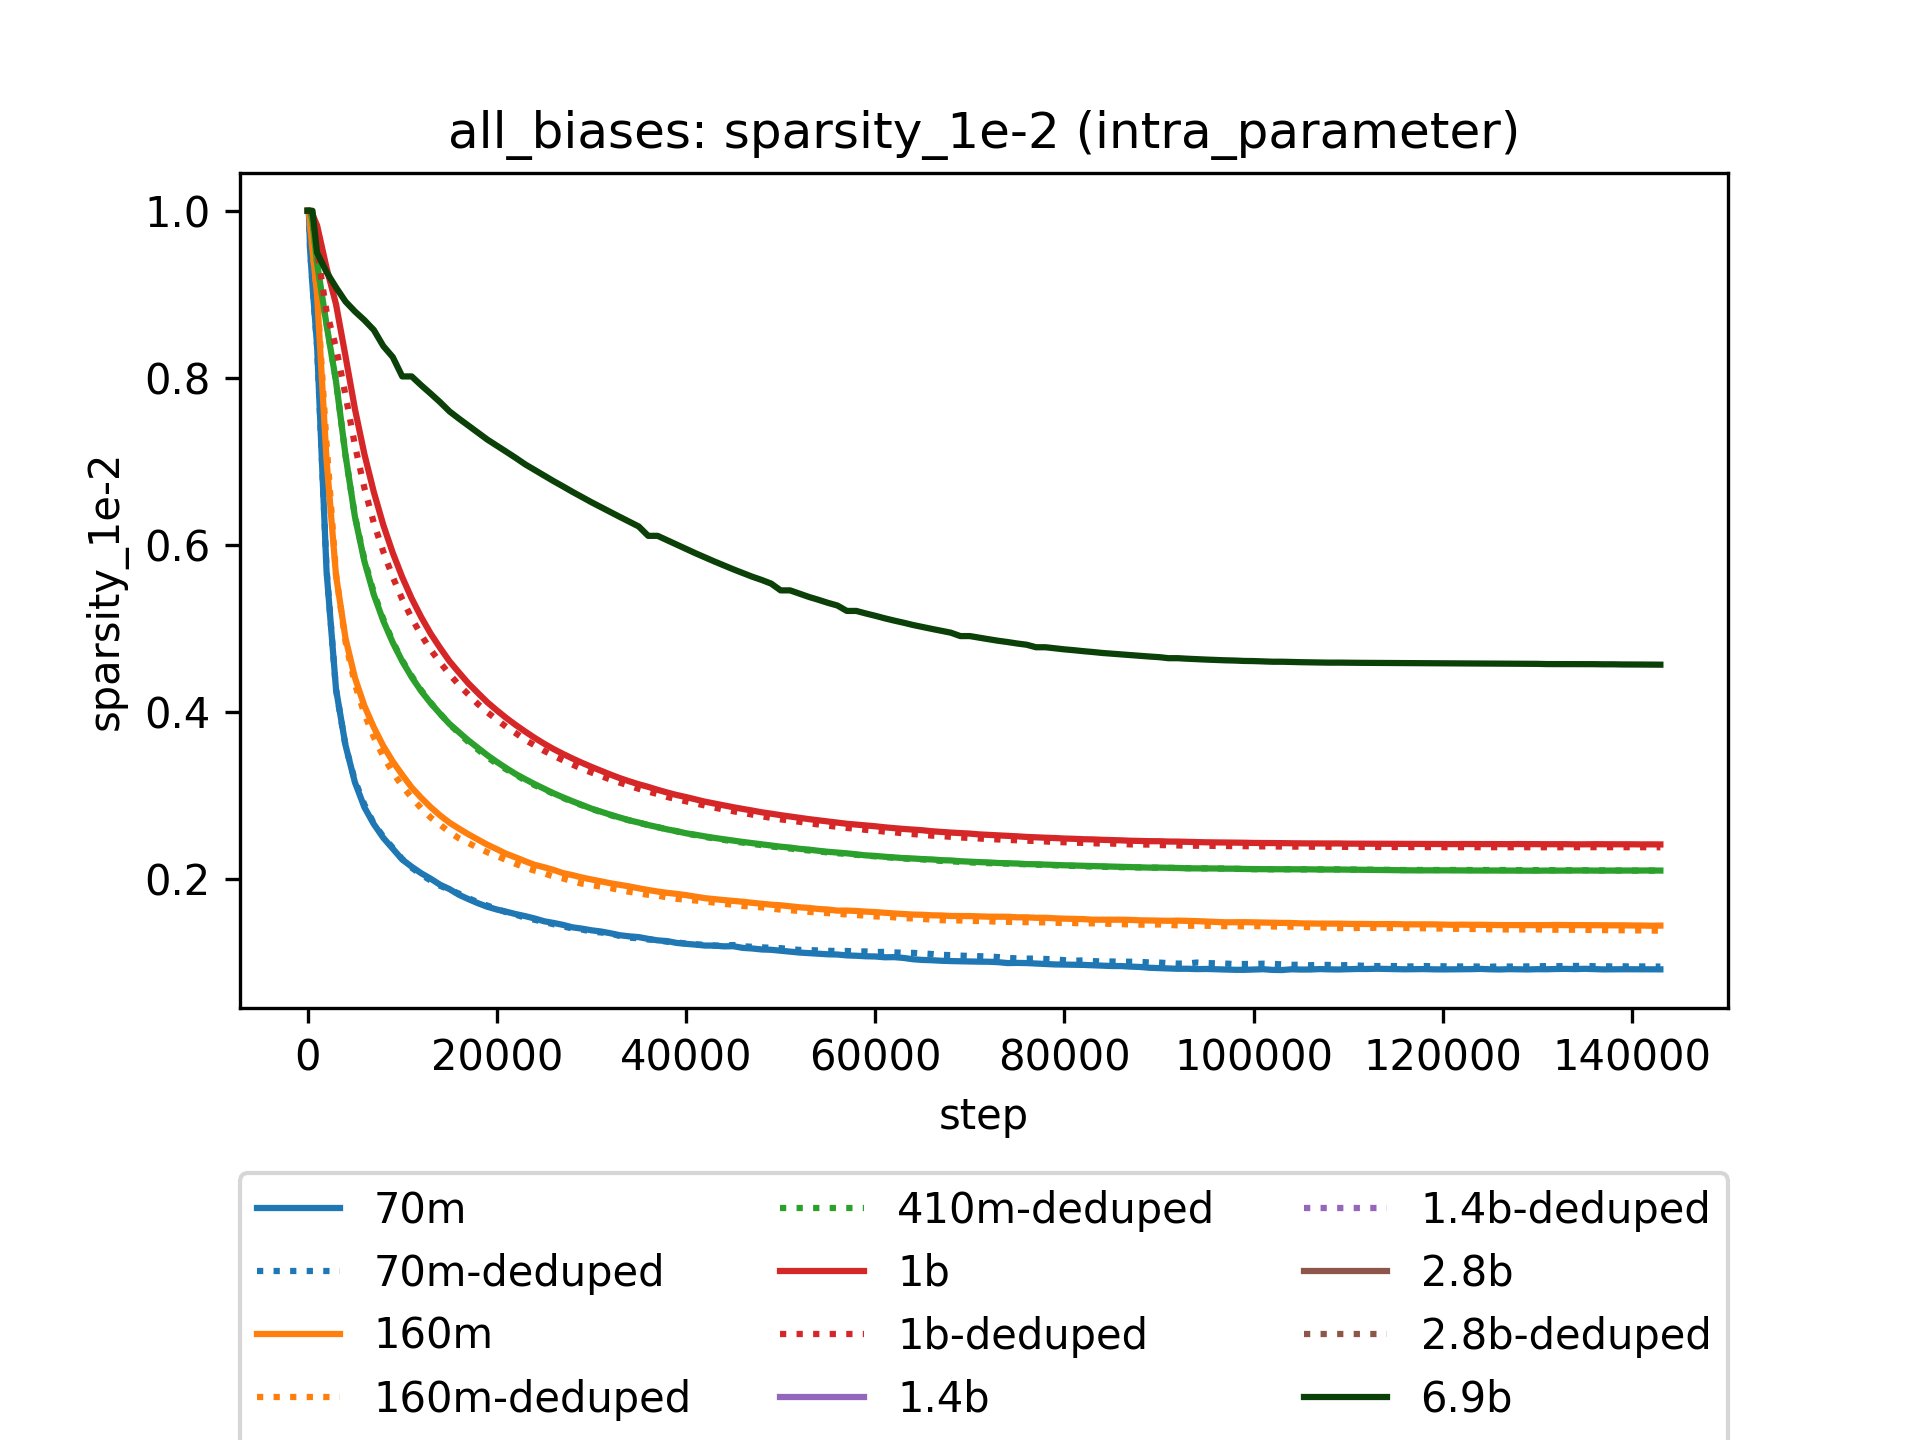 all_biases: sparsity_1e-2 (intra_parameter)
sparsity_1e-2
1.0
0.8
0.6
0.4
0.2
0 20000 40000 60000 80000 100000 120000 140000
step
70m
70m-deduped
160m
160m-deduped
410m-deduped
1b
1b-deduped
1.4b
1.4b-deduped
2.8b
2.8b-deduped
6.9b